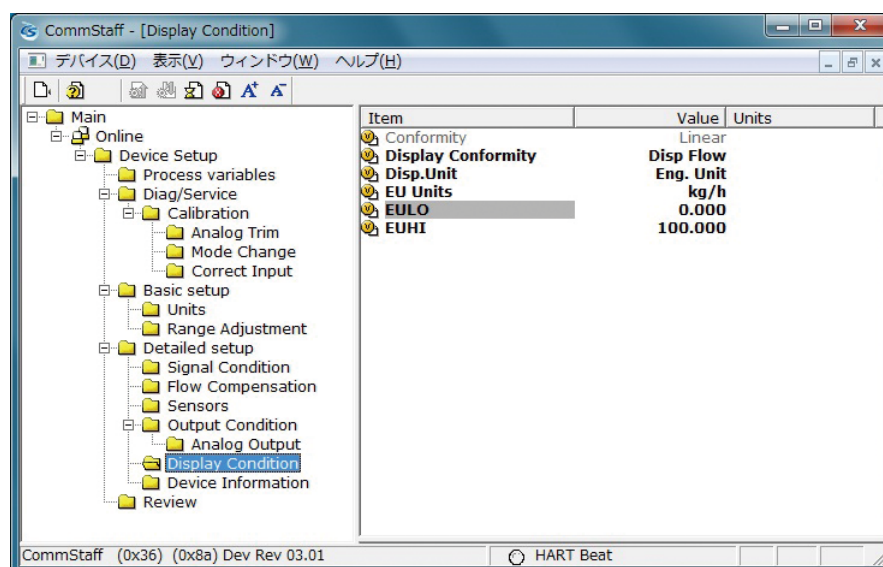 CommStaff - [Display Condition]
デバイス(D) 表示(V) ウィンドウ(W) ヘルプ(H)
Main
Online
Device Setup
Process variables
Diag/Service
Calibration
Analog Trim
Mode Change
Correct Input
Basic setup
Units
Range Adjustment
Detailed setup
Signal Condition
Flow Compensation
Sensors
Output Condition
Analog Output
Display Condition
Device Information
Review
Item Value Units
Conformity Linear
Display Conformity Disp Flow
Disp.Unit Eng. Unit
EU Units kg/h
EULO 0.000
EUHI 100.000
CommStaff (0x36) (0x8a) Dev Rev 03.01
HART Beat